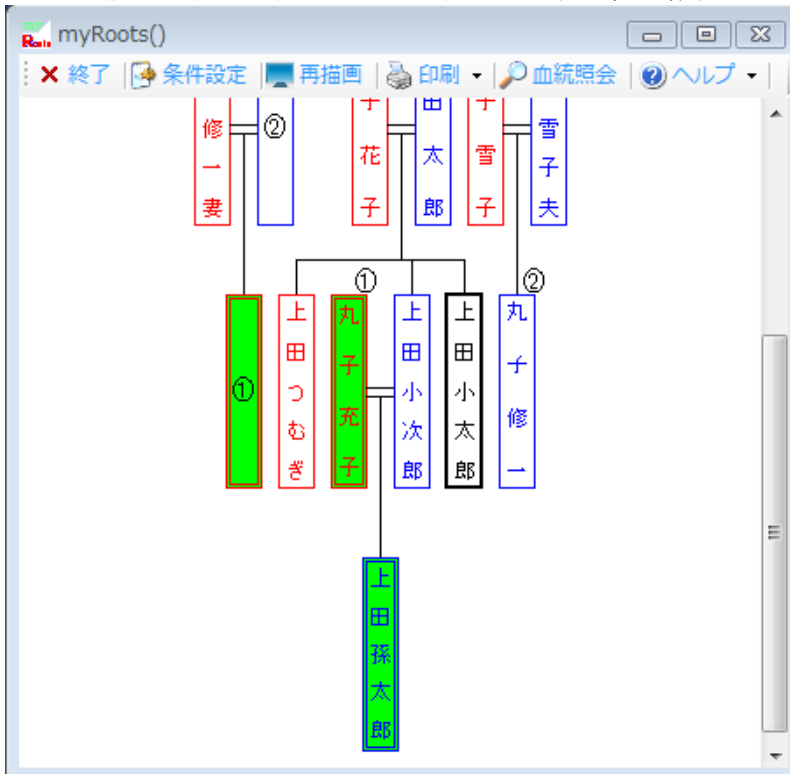 myRoots()
終了 条件設定 再描画 印刷 血統照会 ヘルプ
修一妻
②
子花子
田太郎
子雪子
雪子夫
①
②
①
上田つむぎ
丸子充子
上田小次郎
上田小太郎
丸子修一
上田孫太郎